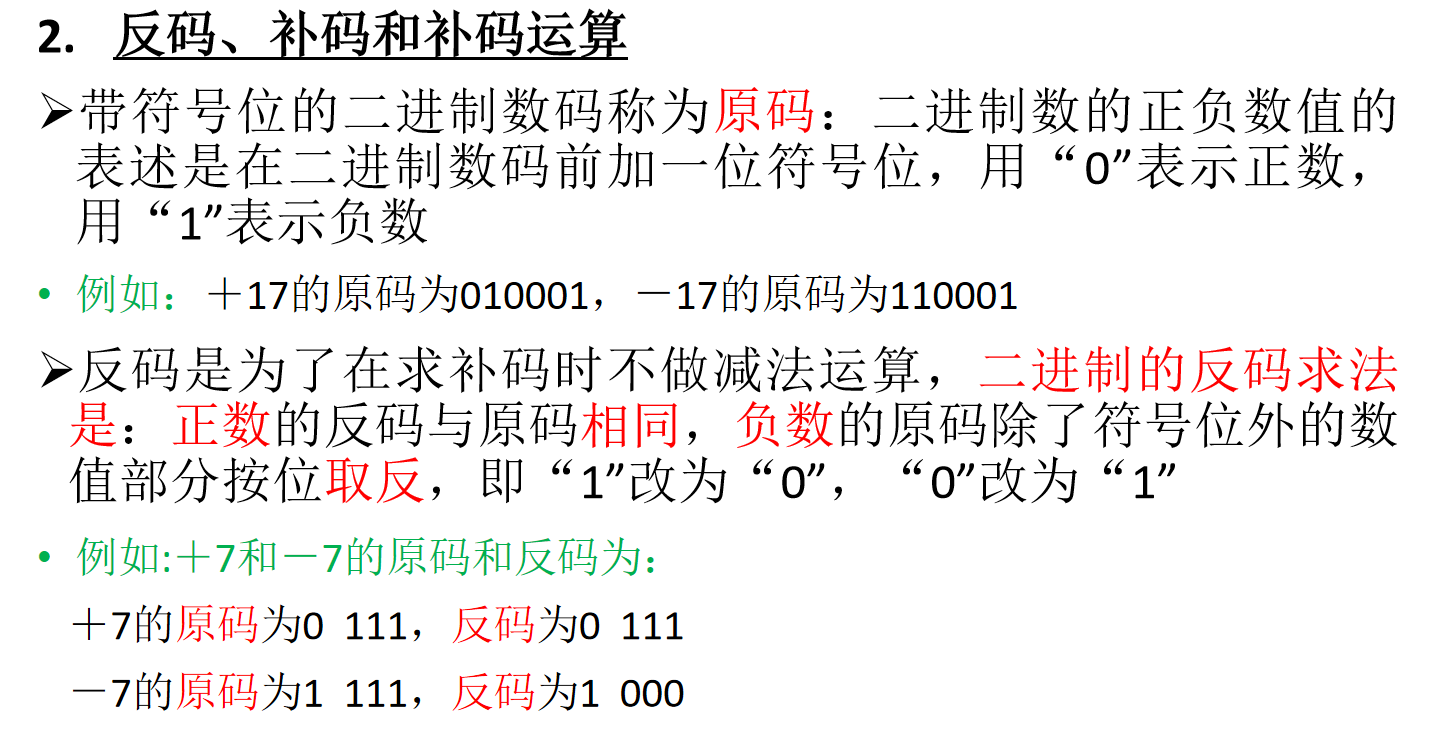 2. 反码、补码和补码运算
➢带符号位的二进制数码称为原码：二进制数的正负数值的
表述是在二进制数码前加一位符号位，用“0”表示正数，
用“1”表示负数
• 例如：＋17的原码为010001，－17的原码为110001
➢反码是为了在求补码时不做减法运算，二进制的反码求法
是：正数的反码与原码相同，负数的原码除了符号位外的数
值部分按位取反，即“1”改为“0”，“0”改为“1”
• 例如:＋7和－7的原码和反码为：
＋7的原码为0 111，反码为0 111
－7的原码为1 111，反码为1 000